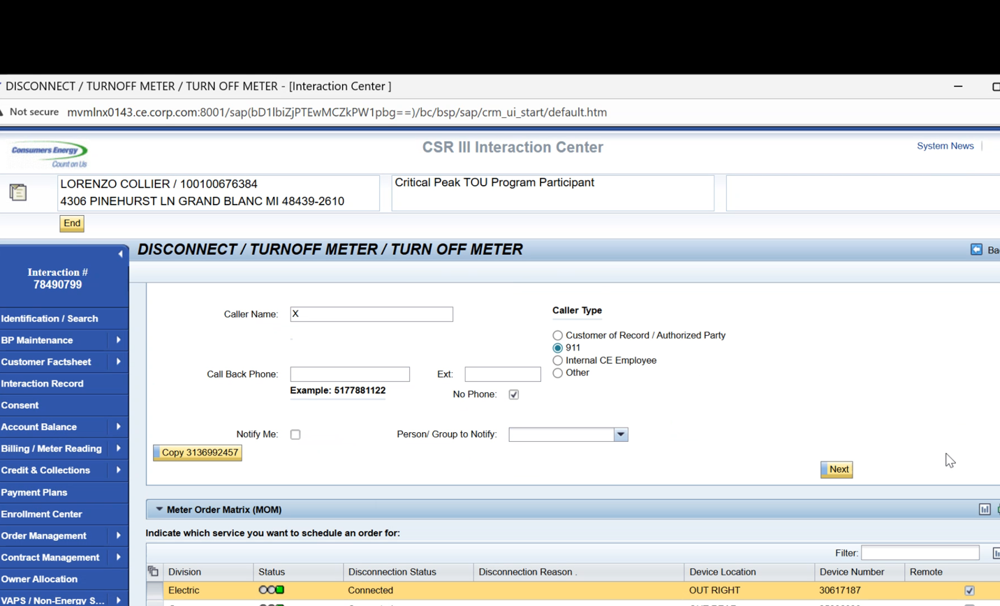 DISCONNECT / TURNOFF METER / TURN OFF METER - [Interaction Center ]
Not secure mvmlnx0143.ce.corp.com:8001/sap(bD1lbiZjPTEwMCZkPW1pbg==)/bc/bsp/sap/crm_ui_start/default.htm
Consumers Energy
Count on Us
CSR III Interaction Center
System News
LORENZO COLLIER / 100100676384
4306 PINEHURST LN GRAND BLANC MI 48439-2610
Critical Peak TOU Program Participant
End
DISCONNECT / TURNOFF METER / TURN OFF METER
Interaction #
78490799
Identification / Search
BP Maintenance
Customer Factsheet
Interaction Record
Consent
Account Balance
Billing / Meter Reading
Credit & Collections
Payment Plans
Enrollment Center
Order Management
Contract Management
Owner Allocation
VAPS / Non-Energy S...
Caller Name: X
Caller Type
Customer of Record / Authorized Party
911
Internal CE Employee
Other
Call Back Phone:
Ext:
Example: 5177881122
No Phone:
Notify Me:
Person/ Group to Notify:
Copy 3136992457
Next
Meter Order Matrix (MOM)
Indicate which service you want to schedule an order for:
Filter:
Division Status Disconnection Status Disconnection Reason . Device Location Device Number Remote
Electric Connected OUT RIGHT 30617187